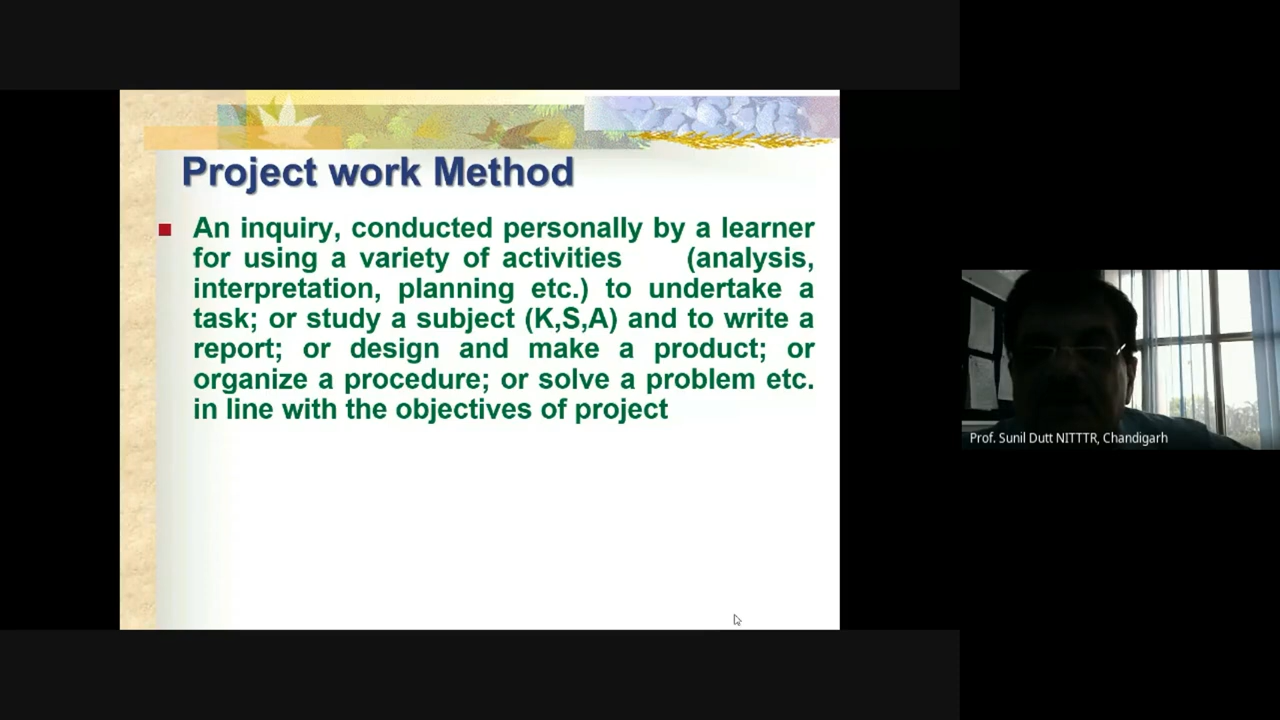 Project work Method
An inquiry, conducted personally by a learner
for using a variety of activities (analysis,
interpretation, planning etc.) to undertake a
task; or study a subject (K,S,A) and to write a
report; or design and make a product; or
organize a procedure; or solve a problem etc.
in line with the objectives of project
Prof. Sunil Dutt NITTTR, Chandigarh